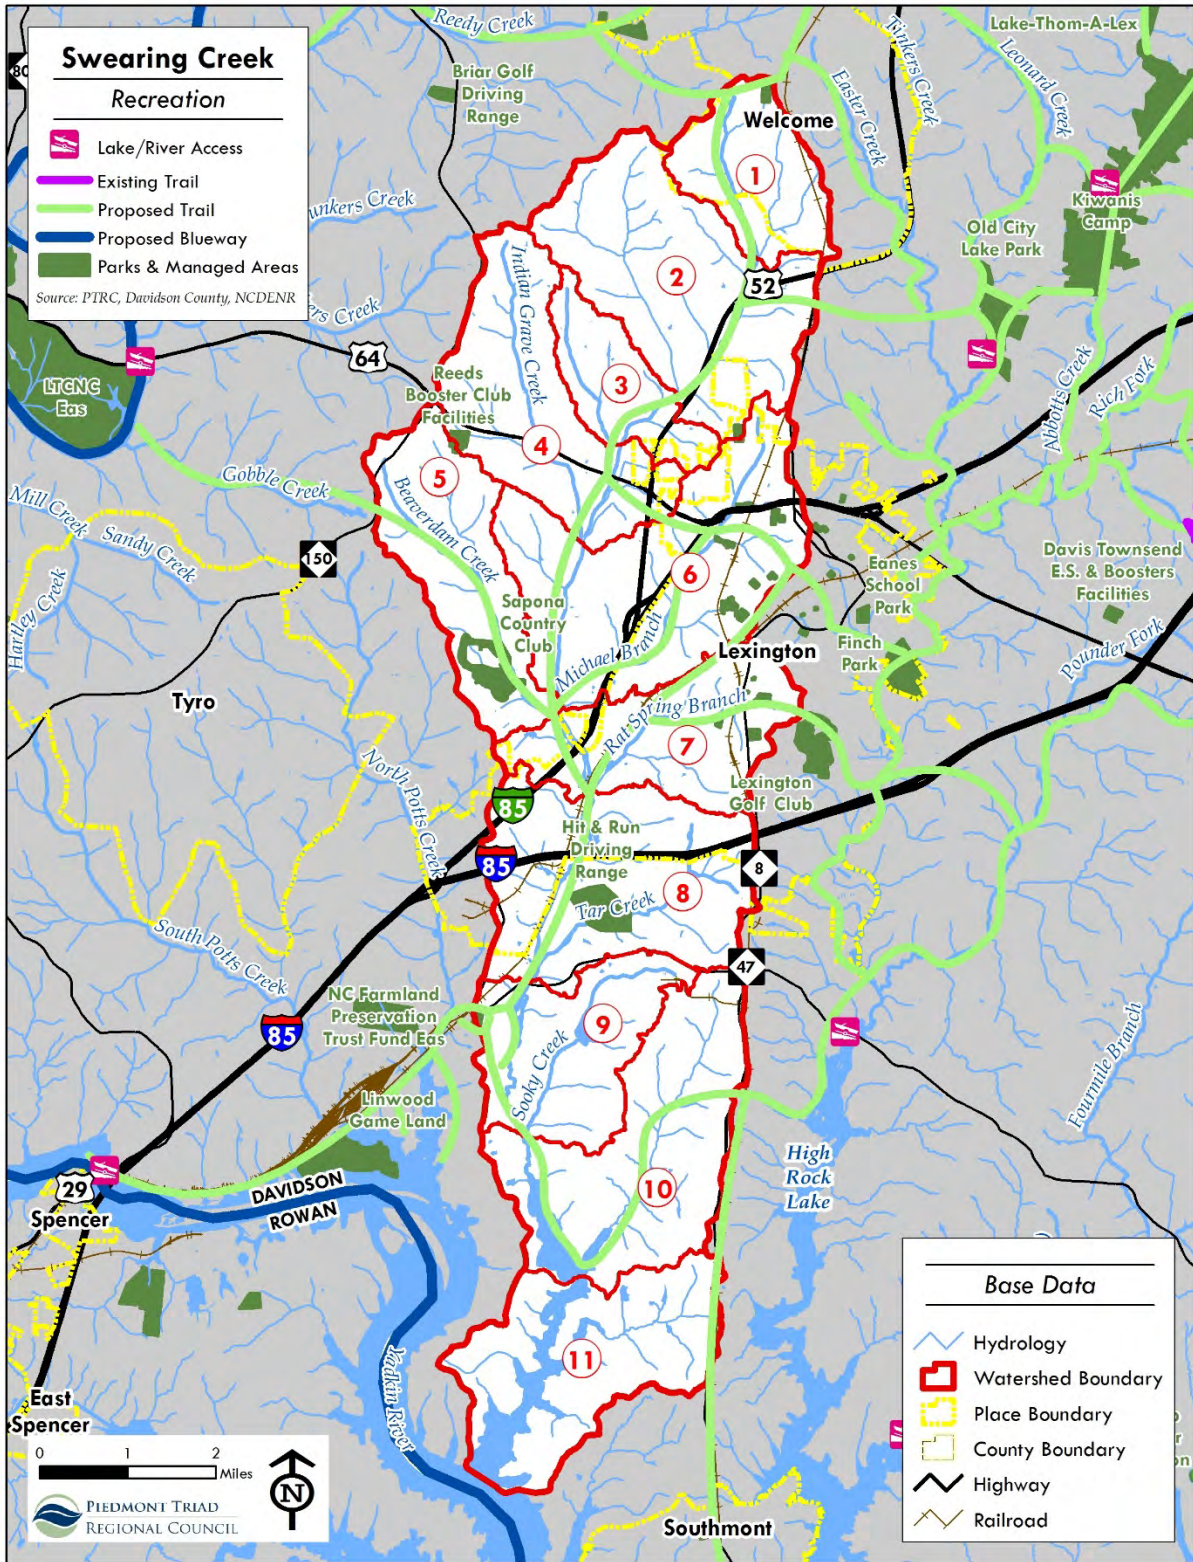 Swearing Creek
Recreation
Lake/River Access
Existing Trail
Proposed Trail
Proposed Blueway
Parks & Managed Areas
Source: PTRC, Davidson County, NCDENR
Reedy Creek
Lake-Thom-A-Lex
Briar Golf
Driving
Range
Tinkers Creek
Leonard Creek
Easter Creek
Welcome
1
Kiwanis
Camp
Old City
Lake Park
Indian Grave Creek
2
52
64
LTCNC
Eas
Reeds
Booster Club
Facilities
3
4
5
Abbotts Creek
Rich Fork
Gobble Creek
Beaverdam Creek
Mill Creek
Sandy Creek
Hartley Creek
150
6
Davis Townsend
E.S. & Boosters
Facilities
Eanes
School
Park
Sapona
Country
Club
Michael Branch
Lexington
Finch
Park
Pounder Fork
Tyro
Rat Spring Branch
7
North Potts Creek
85
Lexington
Golf Club
Hit & Run
Driving
Range
85
8
8
Tar Creek
South Potts Creek
47
NC Farmland
Preservation
Trust Fund Eas
85
9
Sooky Creek
Fourmile Branch
Linwood
Game Land
High
Rock
Lake
29
DAVIDSON
ROWAN
10
Spencer
Yadkin River
11
East
Spencer
Southmont
Base Data
Hydrology
Watershed Boundary
Place Boundary
County Boundary
Highway
Railroad
0 1 2
Miles
N
PIEDMONT TRIAD
REGIONAL COUNCIL